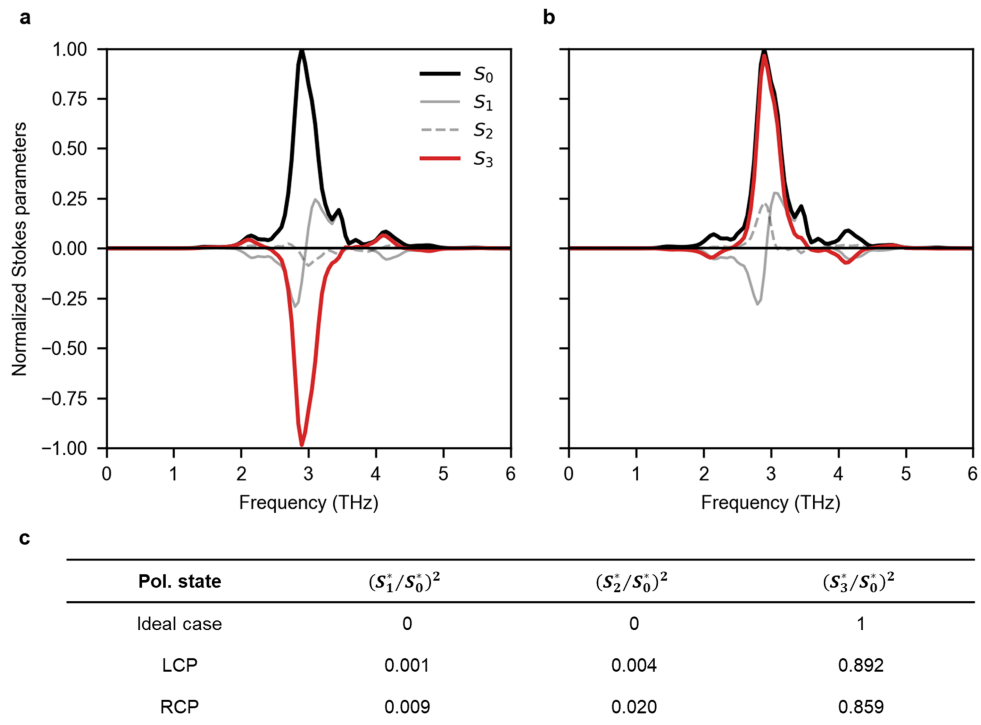 a
b
1.00
0.75
0.50
0.25
0.00
−0.25
−0.50
−0.75
−1.00
Normalized Stokes parameters
S0
S1
S2
S3
0 1 2 3 4 5 6
0 1 2 3 4 5 6
Frequency (THz)
Frequency (THz)
c
Pol. state (S₁*/S₀*)² (S₂*/S₀*)² (S₃*/S₀*)²
Ideal case 0 0 1
LCP 0.001 0.004 0.892
RCP 0.009 0.020 0.859